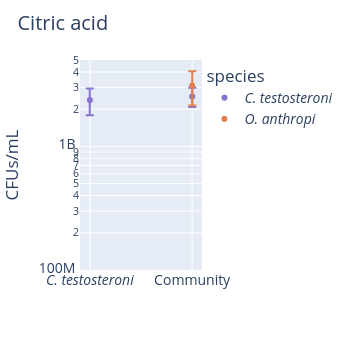 Citric acid
5
4
3
2
1B
9
8
7
6
5
4
3
2
100M
CFUs/mL
C. testosteroni
Community
species
C. testosteroni
O. anthropi